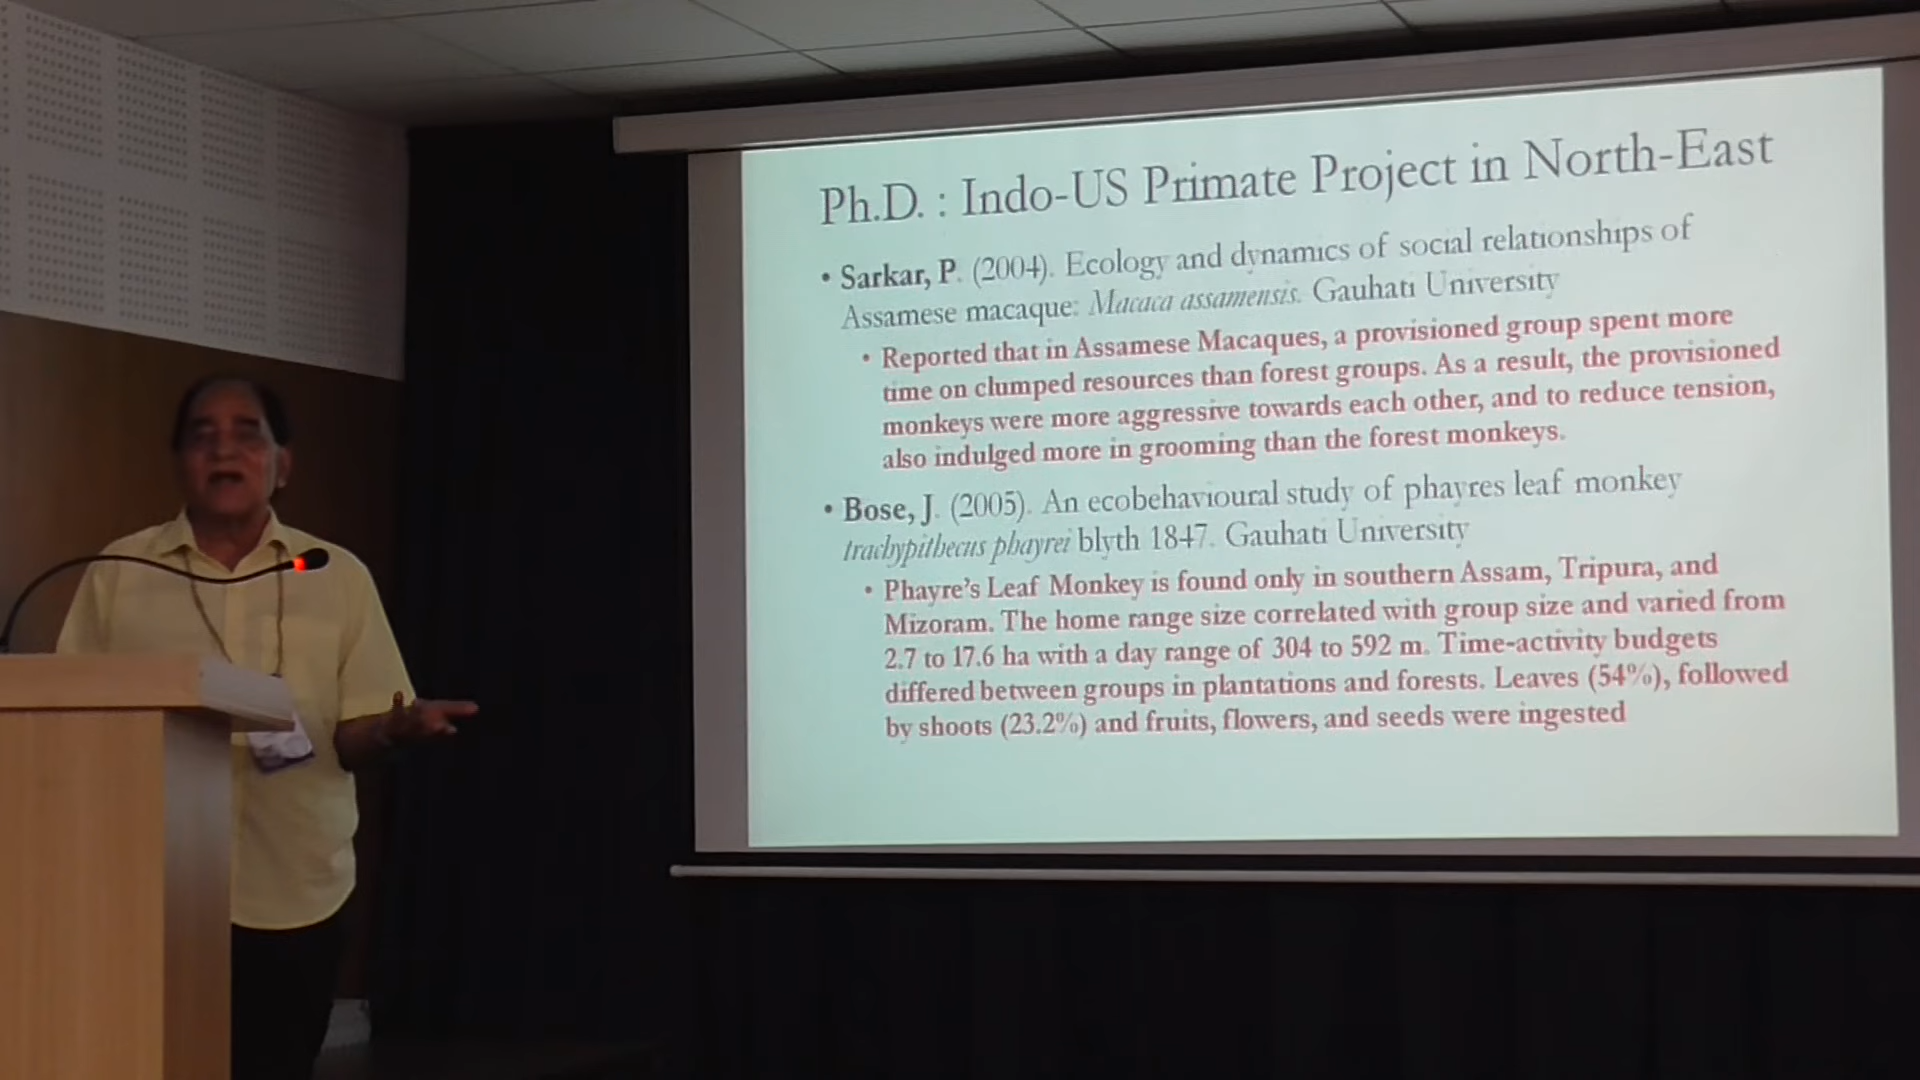 Ph.D. : Indo-US Primate Project in North-East
• Sarkar, P. (2004). Ecology and dynamics of social relationships of
Assamese macaque: Macaca assamensis. Gauhati University
• Reported that in Assamese Macaques, a provisioned group spent more
time on clumped resources than forest groups. As a result, the provisioned
monkeys were more aggressive towards each other, and to reduce tension,
also indulged more in grooming than the forest monkeys.
• Bose, J. (2005). An ecobehavioural study of phayres leaf monkey
trachypithecus phayrei blyth 1847. Gauhati University
• Phayre's Leaf Monkey is found only in southern Assam, Tripura, and
Mizoram. The home range size correlated with group size and varied from
2.7 to 17.6 ha with a day range of 304 to 592 m. Time-activity budgets
differed between groups in plantations and forests. Leaves (54%), followed
by shoots (23.2%) and fruits, flowers, and seeds were ingested